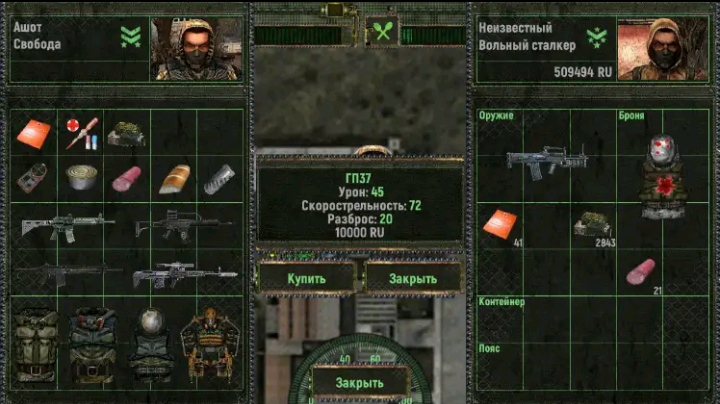 Ашот
Свобода
Неизвестный
Вольный сталкер
509494 RU
Оружие
Броня
ГП37
Урон: 45
Скорострельность: 72
Разброс: 20
10000 RU
41
2843
21
Купить
Закрыть
Контейнер
Пояс
40 60
Закрыть